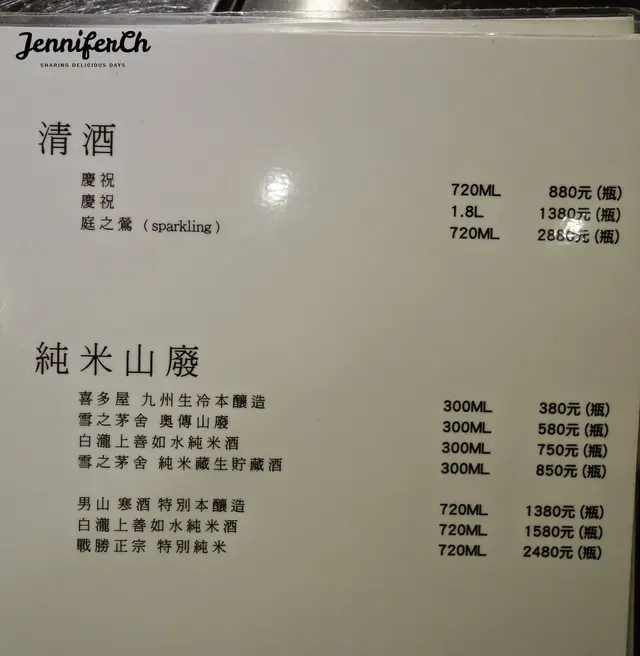 JenniferCh
SHARING DELICIOUS DAYS
清酒
慶祝 720ML 880元(瓶)
慶祝 1.8L 1380元(瓶)
庭之鶯 (sparkling) 720ML 2880元(瓶)
純米山廢
喜多屋 九州生冷本釀造 300ML 380元(瓶)
雪之茅舍 奧傳山廢 300ML 580元(瓶)
白瀧上善如水純米酒 300ML 750元(瓶)
雪之茅舍 純米藏生貯藏酒 300ML 850元(瓶)
男山 寒酒 特別本釀造 720ML 1380元(瓶)
白瀧上善如水純米酒 720ML 1580元(瓶)
戰勝正宗 特別純米 720ML 2480元(瓶)